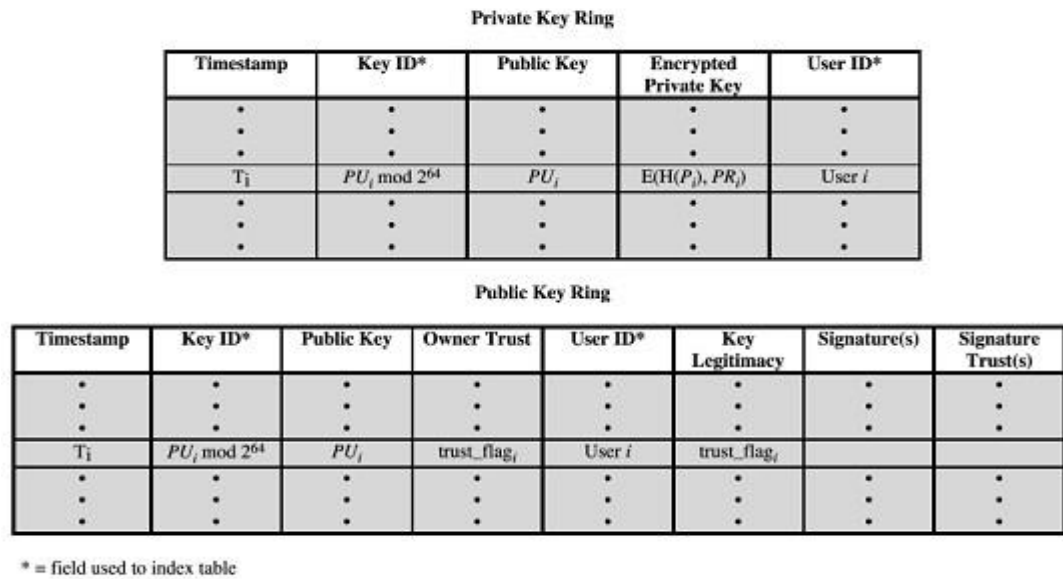 Private Key Ring
Timestamp Key ID* Public Key Encrypted Private Key User ID*
Ti PUi mod 2^64 PUi E(H(Pi), PRi) User i
Public Key Ring
Timestamp Key ID* Public Key Owner Trust User ID* Key Legitimacy Signature(s) Signature Trust(s)
Ti PUi mod 2^64 PUi trust_flagi User i trust_flagi
* = field used to index table